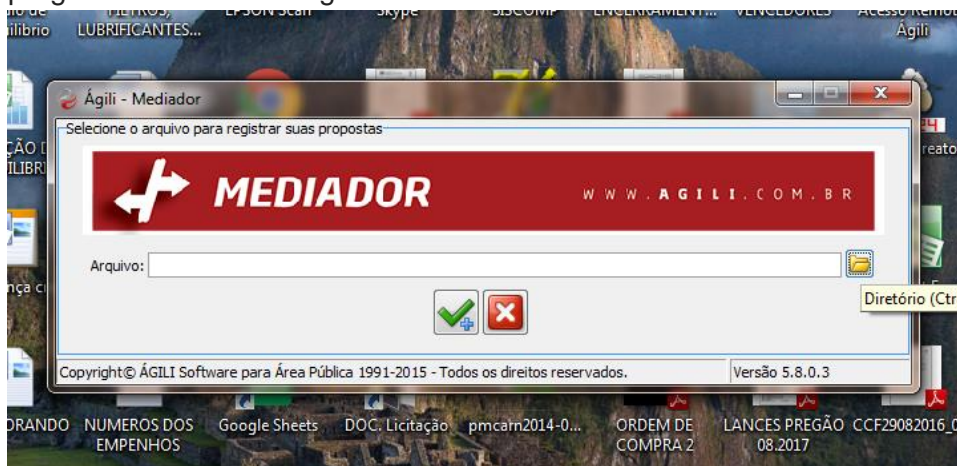 FILTROS, EPSON Scan Skype SISCOMP ENCERRAMENT... VENCEDORES Acesso Remot
ilibrio LUBRIFICANTES... Ágili
Ágili - Mediador
Selecione o arquivo para registrar suas propostas
MEDIADOR WWW.AGILI.COM.BR
Arquivo:
Diretório (Ctr
Copyright© ÁGILI Software para Área Pública 1991-2015 - Todos os direitos reservados. Versão 5.8.0.3
ORANDO NUMEROS DOS Google Sheets DOC. Licitação pmcarn2014-0... ORDEM DE LANCES PREGÃO CCF29082016_0
EMPENHOS COMPRA 2 08.2017